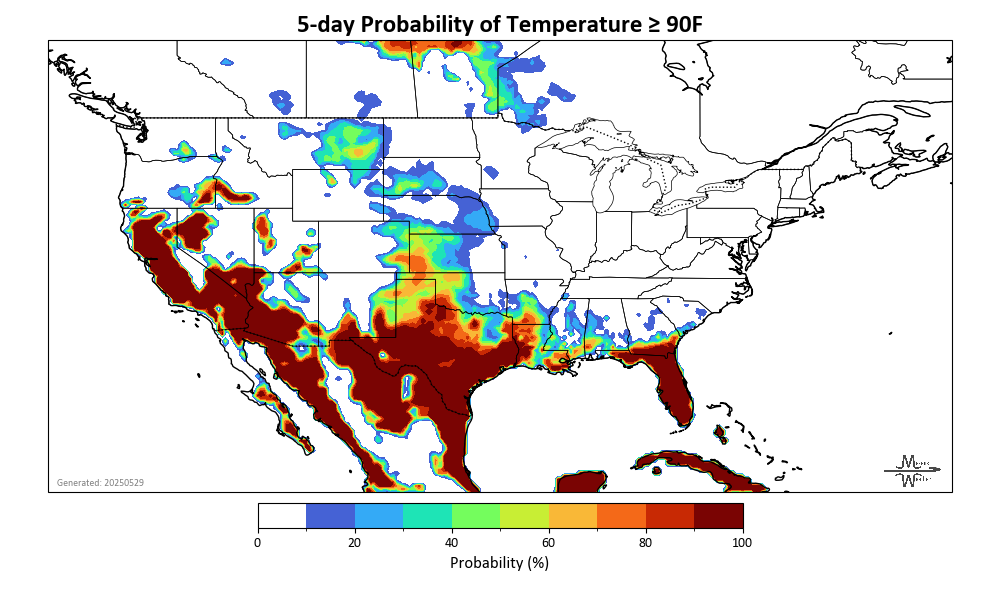 5-day Probability of Temperature ≥ 90F
Generated: 20250529
0 20 40 60 80 100
Probability (%)